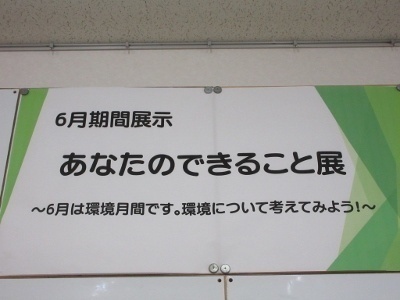 6月期間展示
あなたのできること展
～6月は環境月間です。環境について考えてみよう!～